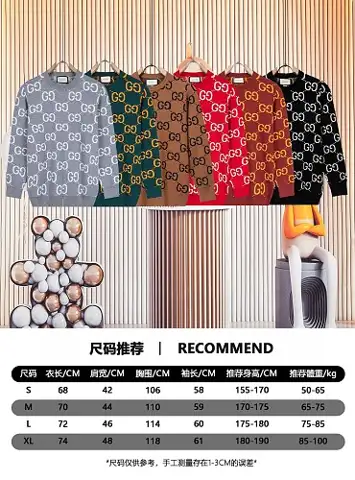 尺码推荐 | RECOMMEND
尺码 衣长/CM 肩宽/CM 胸围/CM 袖长/CM 推荐身高/CM 推荐體重/kg
S 68 42 106 58 155-170 50-65
M 70 44 110 59 170-175 65-75
L 72 46 114 60 175-180 75-85
XL 74 48 118 61 180-190 85-100
*尺码仅供参考，手工测量存在1-3CM的误差*